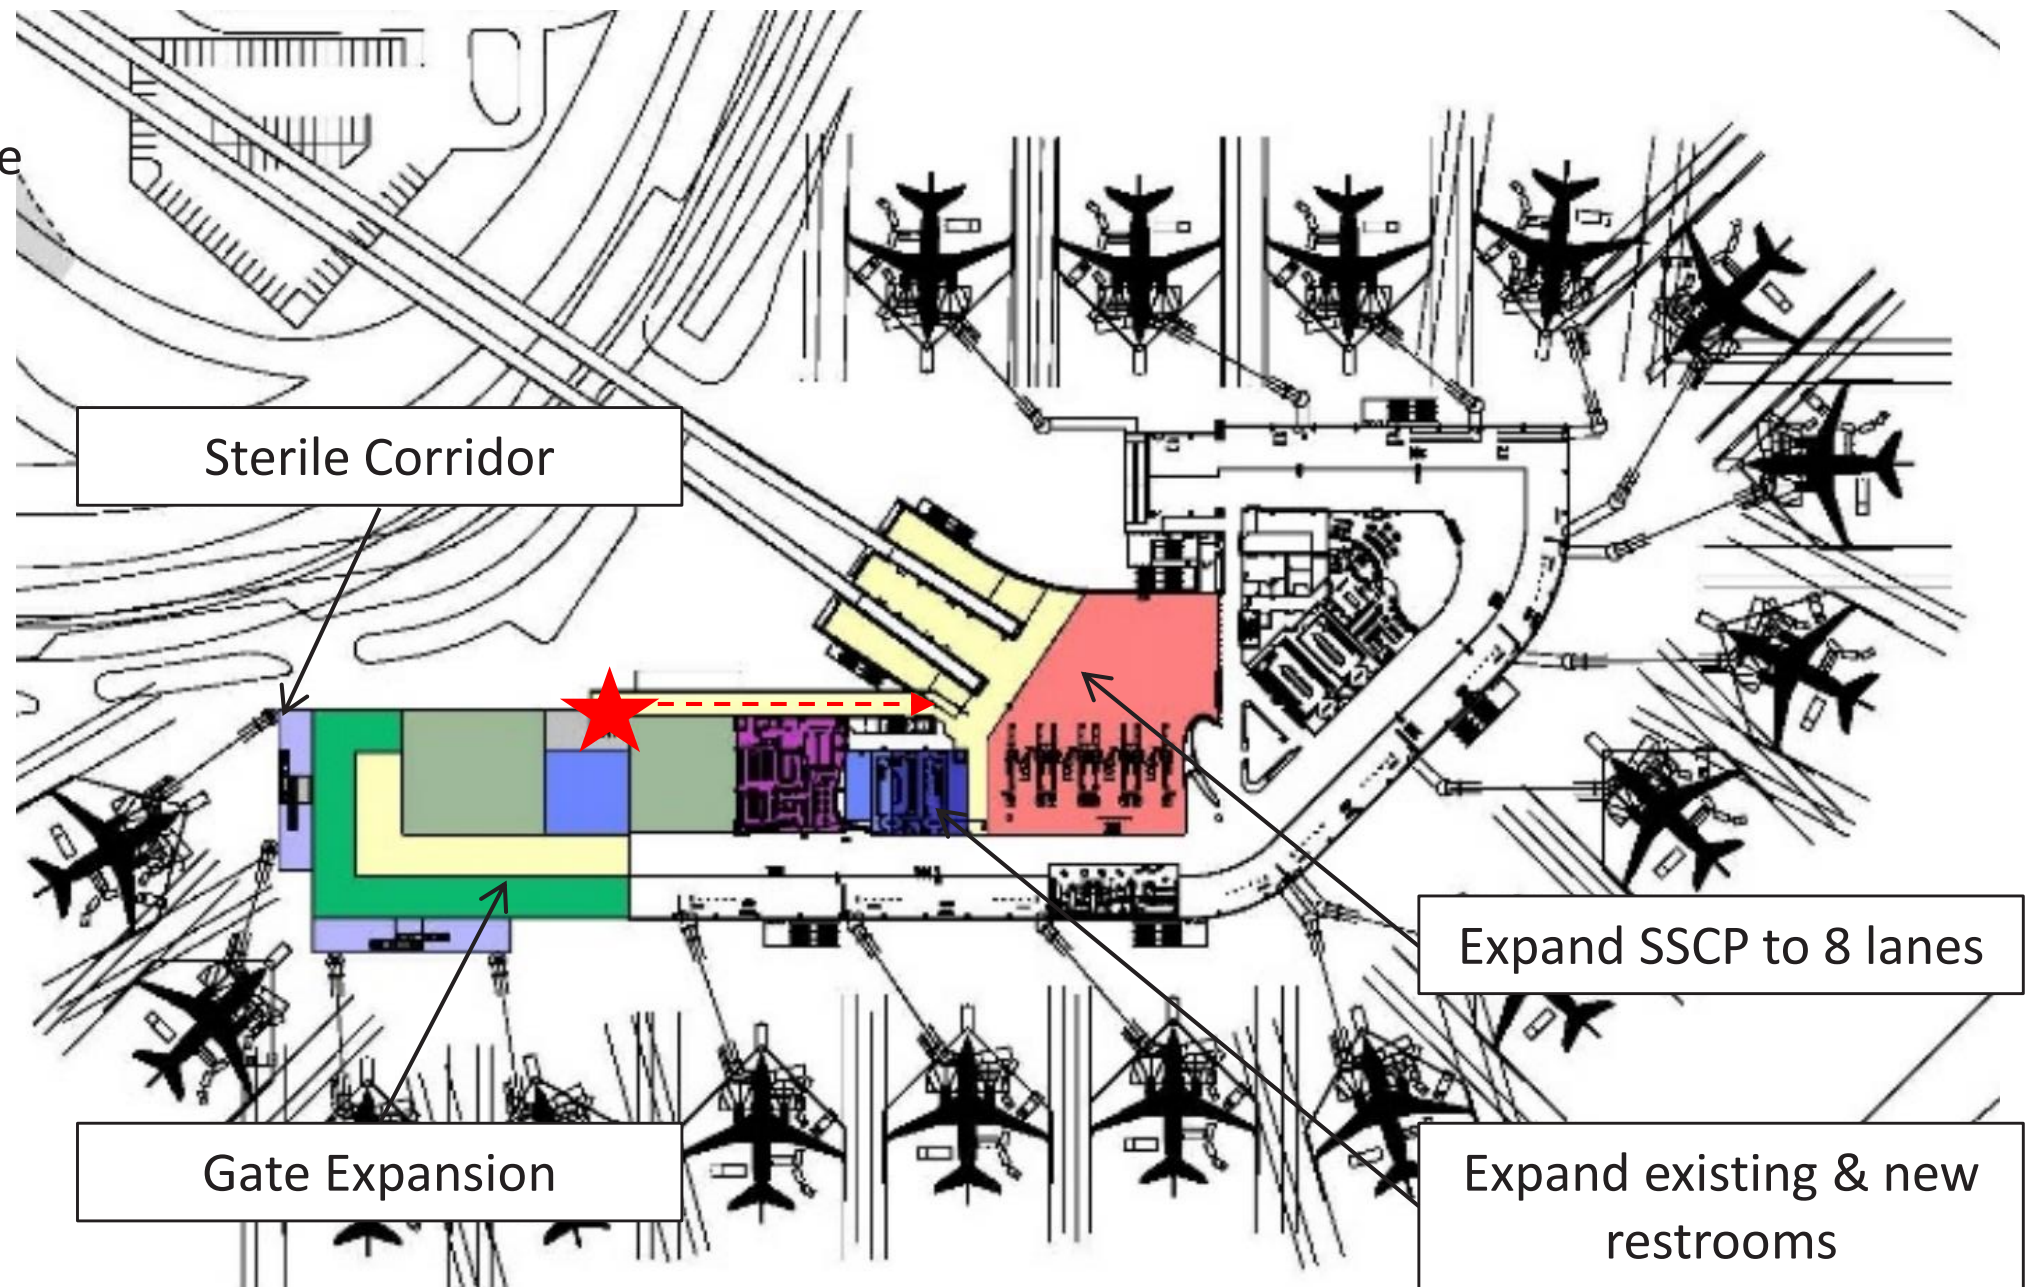 e
Sterile Corridor
Expand SSCP to 8 lanes
Gate Expansion
Expand existing & new
restrooms